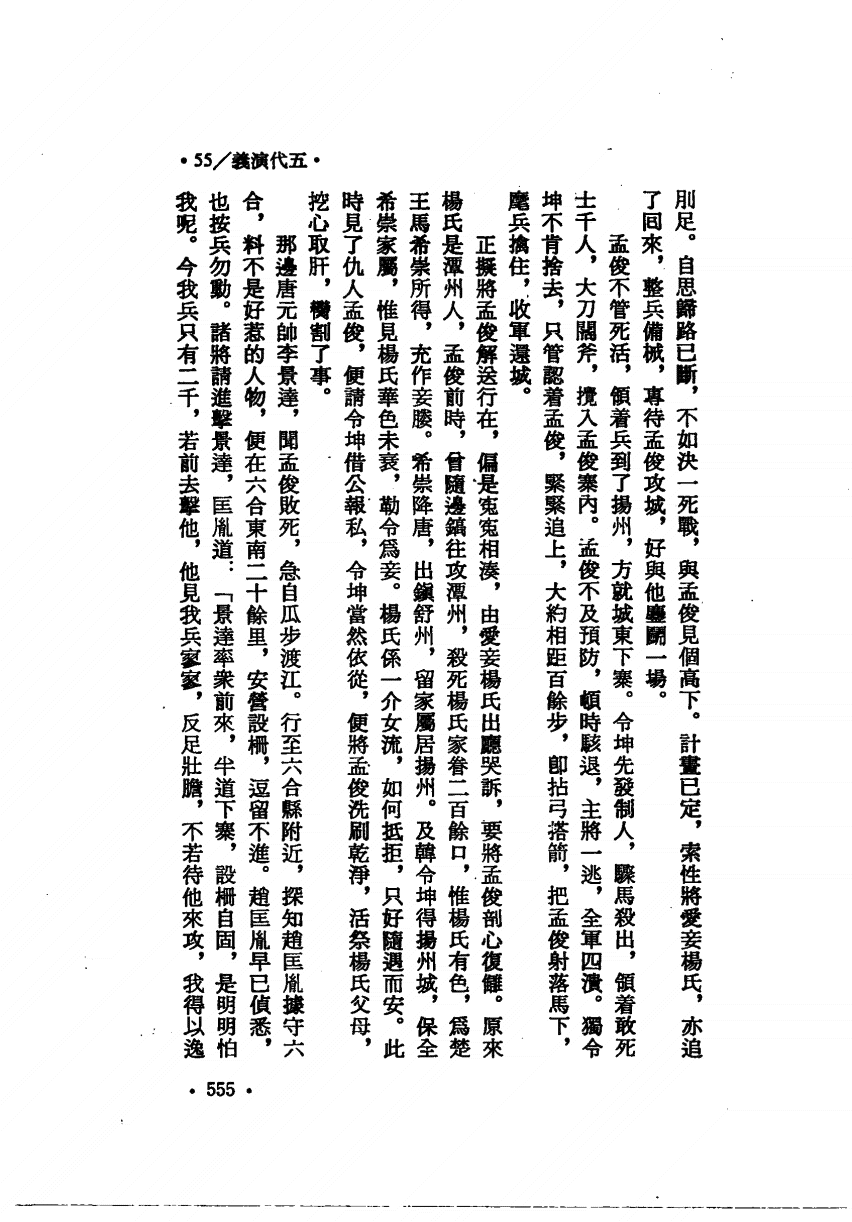 •55/義演代五•
刖足。自思歸路已斷，不如決一死戰，與孟俊見個高下。計畫已定，索性將愛妾楊氏，亦追
了回來，整兵備械，專待孟俊攻城，好與他鏖鬭一場。
孟俊不管死活，領着兵到了揚州，方就城東下寨。令坤先發制人，驟馬殺出，領着敢死
士千人，大刀闊斧，攪入孟俊寨內。孟俊不及預防，頓時駭退，主將一逃，全軍四潰。獨令
坤不肯捨去，只管認着孟俊，緊緊追上，大約相距百餘步，卽拈弓搭箭，把孟俊射落馬下，
麾兵擒住，收軍還城。
正擬將孟俊解送行在，偏是寃寃相湊，由愛妾楊氏出廳哭訴，要將孟俊剖心復讎。原來
楊氏是潭州人，孟俊前時，曾隨邊鎬往攻潭州，殺死楊氏家眷二百餘口，惟楊氏有色，爲楚
王馬希崇所得，充作妾媵。希崇降唐，出鎭舒州，留家屬居揚州。及韓令坤得揚州城，保全
希崇家屬，惟見楊氏華色未衰，勒令爲妾。楊氏係一介女流，如何抵拒，只好隨遇而安。此
時見了仇人孟俊，便請令坤借公報私，令坤當然依從，便將孟俊洗刷乾淨，活祭楊氏父母，
挖心取肝，臠割了事。
那邊唐元帥李景達，聞孟俊敗死，急自瓜步渡江。行至六合縣附近，探知趙匡胤據守六
合，料不是好惹的人物，便在六合東南二十餘里，安營設柵，逗留不進。趙匡胤早已偵悉，
也按兵勿動。諸將請進擊景達，匡胤道：「景達率衆前來，半道下寨，設柵自固，是明明怕
我呢。今我兵只有二千，若前去擊他，他見我兵寥寥，反足壯膽，不若待他來攻，我得以逸
•555•